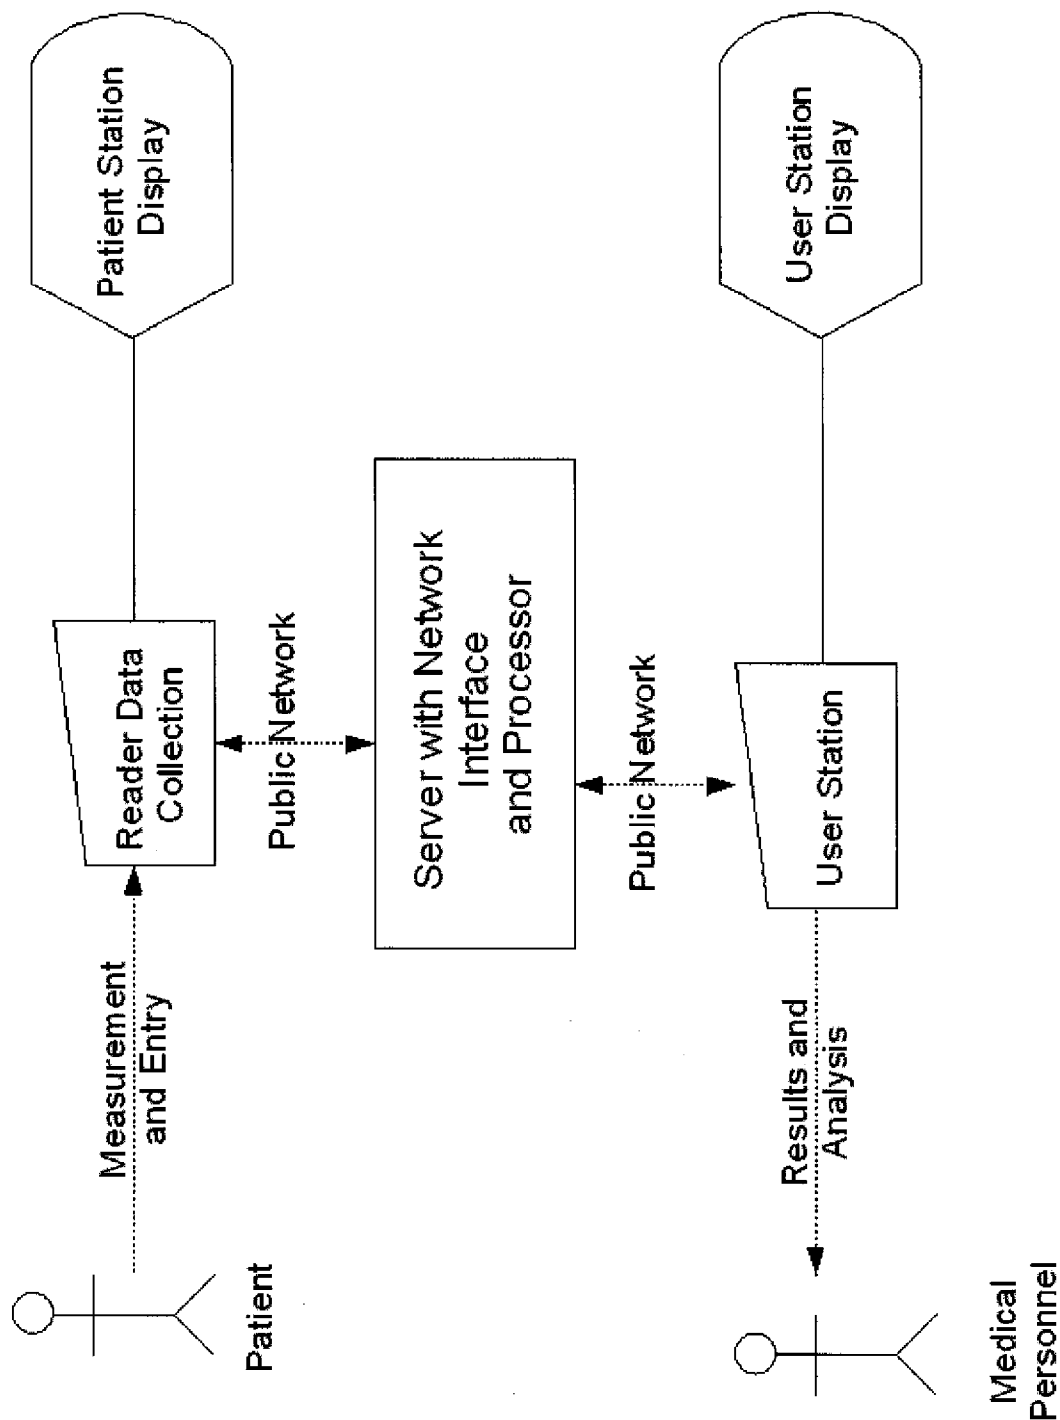 Patient
Measurement
and Entry
Reader Data
Collection
Patient Station
Display
Public Network
Server with Network
Interface
and Processor
Public Network
Medical
Personnel
Results and
Analysis
User Station
User Station
Display